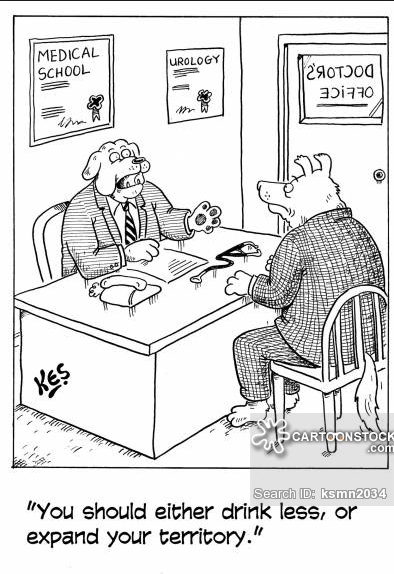 MEDICAL
SCHOOL
UROLOGY
DOCTOR'S
OFFICE
KES
CARTOONSTOCK
.com
Search ID: ksmn2034
"You should either drink less, or
expand your territory."